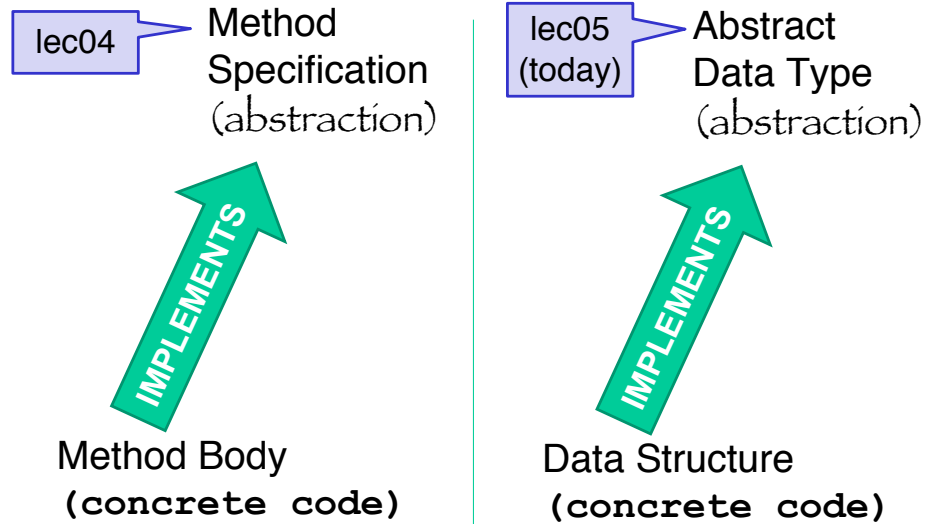 lec04
Method
Specification
(abstraction)
IMPLEMENTS
Method Body
(concrete code)
lec05
(today)
Abstract
Data Type
(abstraction)
IMPLEMENTS
Data Structure
(concrete code)